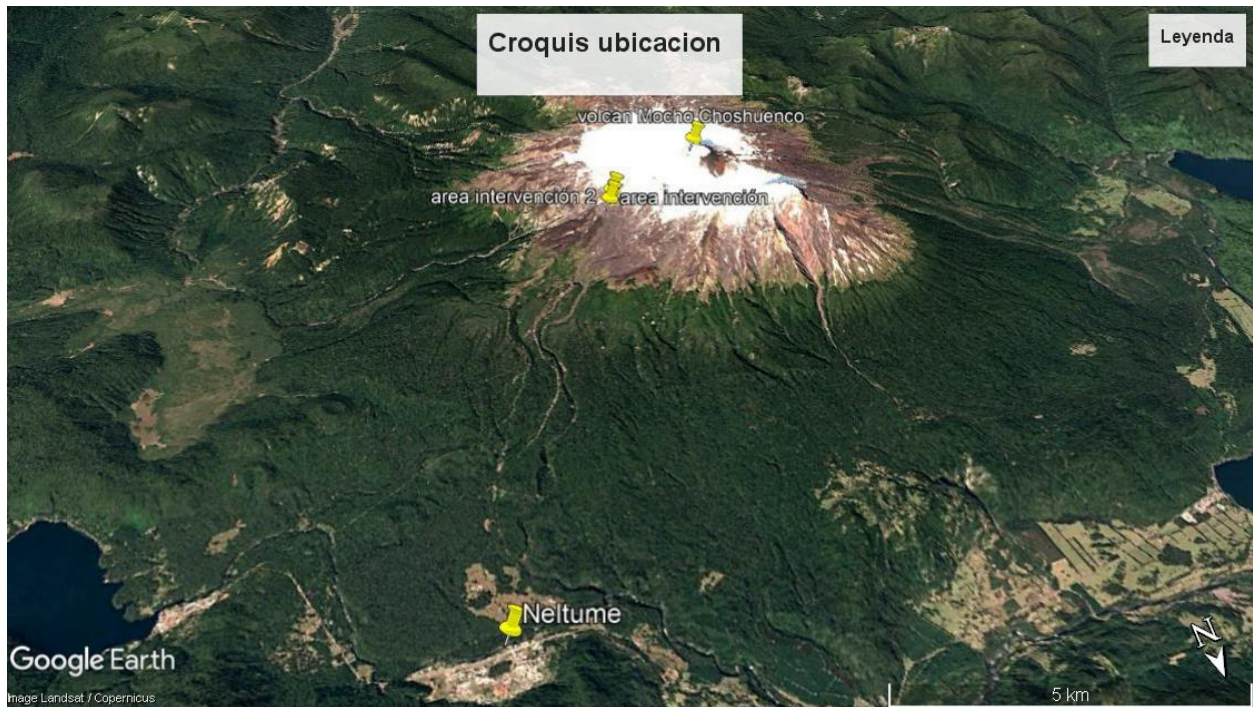 Croquis ubicacion
Leyenda
volcan Mocho Choshuenco
area intervención 2
area intervención
Neltume
N
Google Earth
Image Landsat / Copernicus
5 km